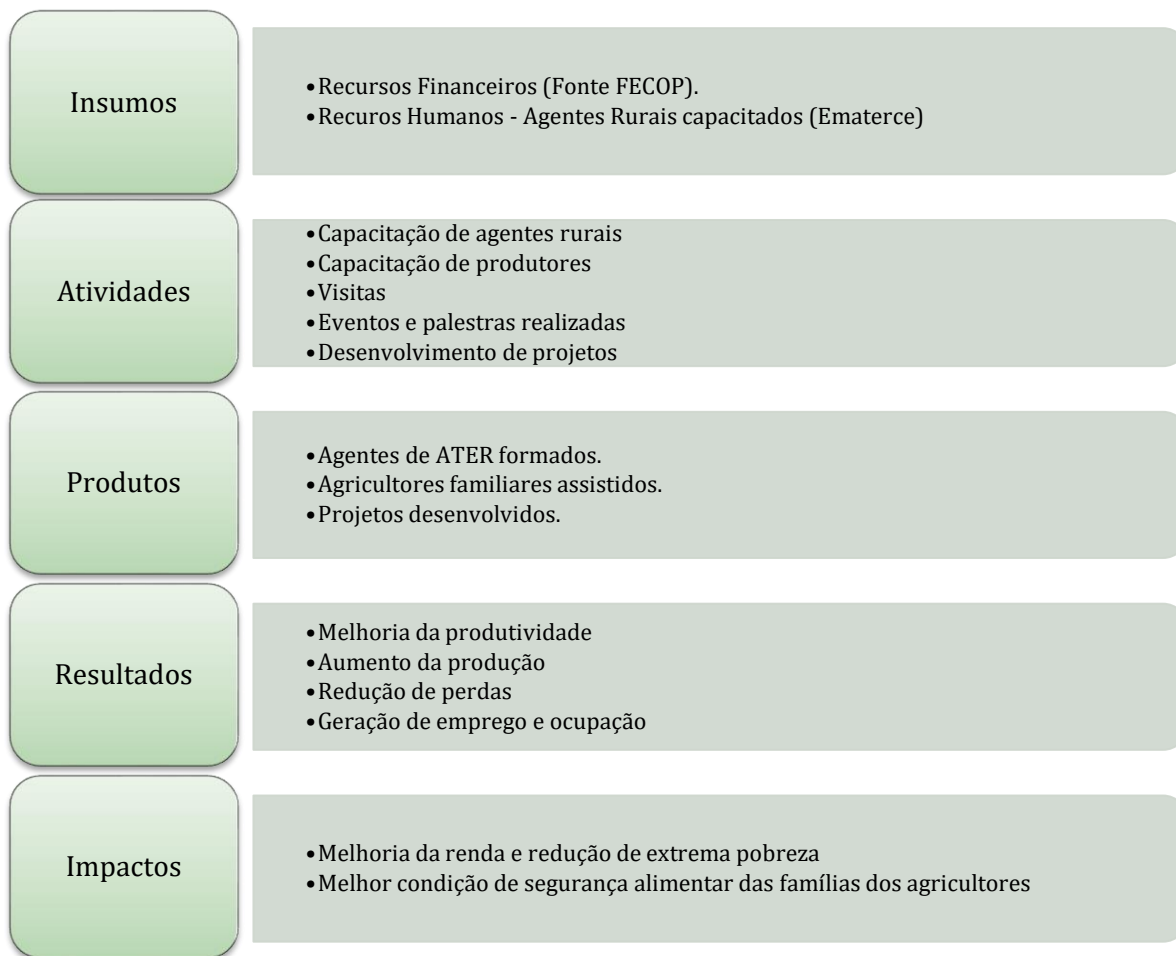 Insumos
•Recursos Financeiros (Fonte FECOP).
•Recuros Humanos - Agentes Rurais capacitados (Ematerce)
Atividades
•Capacitação de agentes rurais
•Capacitação de produtores
•Visitas
•Eventos e palestras realizadas
•Desenvolvimento de projetos
Produtos
•Agentes de ATER formados.
•Agricultores familiares assistidos.
•Projetos desenvolvidos.
Resultados
•Melhoria da produtividade
•Aumento da produção
•Redução de perdas
•Geração de emprego e ocupação
Impactos
•Melhoria da renda e redução de extrema pobreza
•Melhor condição de segurança alimentar das famílias dos agricultores